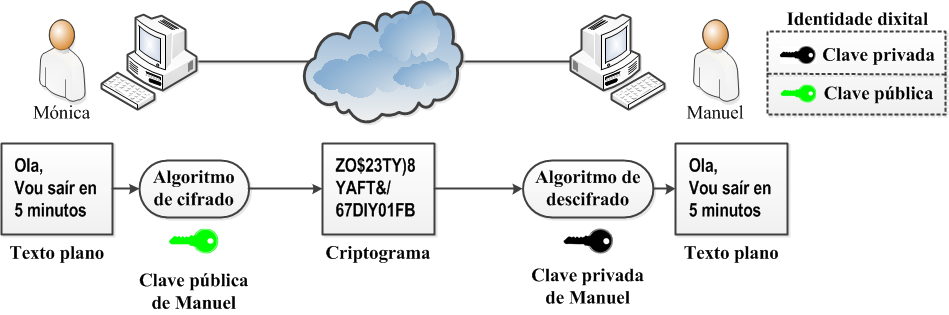 Mónica
Manuel
Identidade dixital
Clave privada
Clave pública
Ola,
Vou saír en
5 minutos
Texto plano
Algoritmo
de cifrado
Clave pública
de Manuel
ZO$23TY)8
YAFT&/
67DIY01FB
Criptograma
Algoritmo de
descifrado
Clave privada
de Manuel
Ola,
Vou saír en
5 minutos
Texto plano